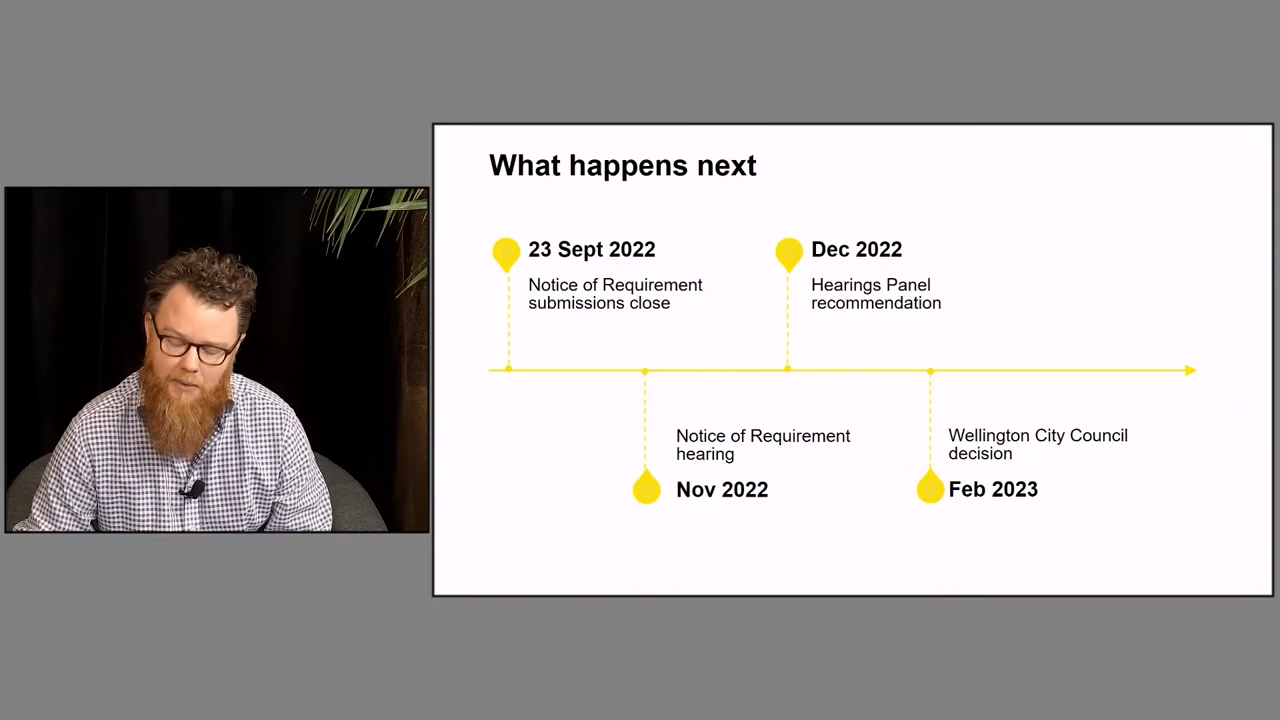 What happens next
23 Sept 2022
Notice of Requirement
submissions close
Dec 2022
Hearings Panel
recommendation
Notice of Requirement
hearing
Nov 2022
Wellington City Council
decision
Feb 2023